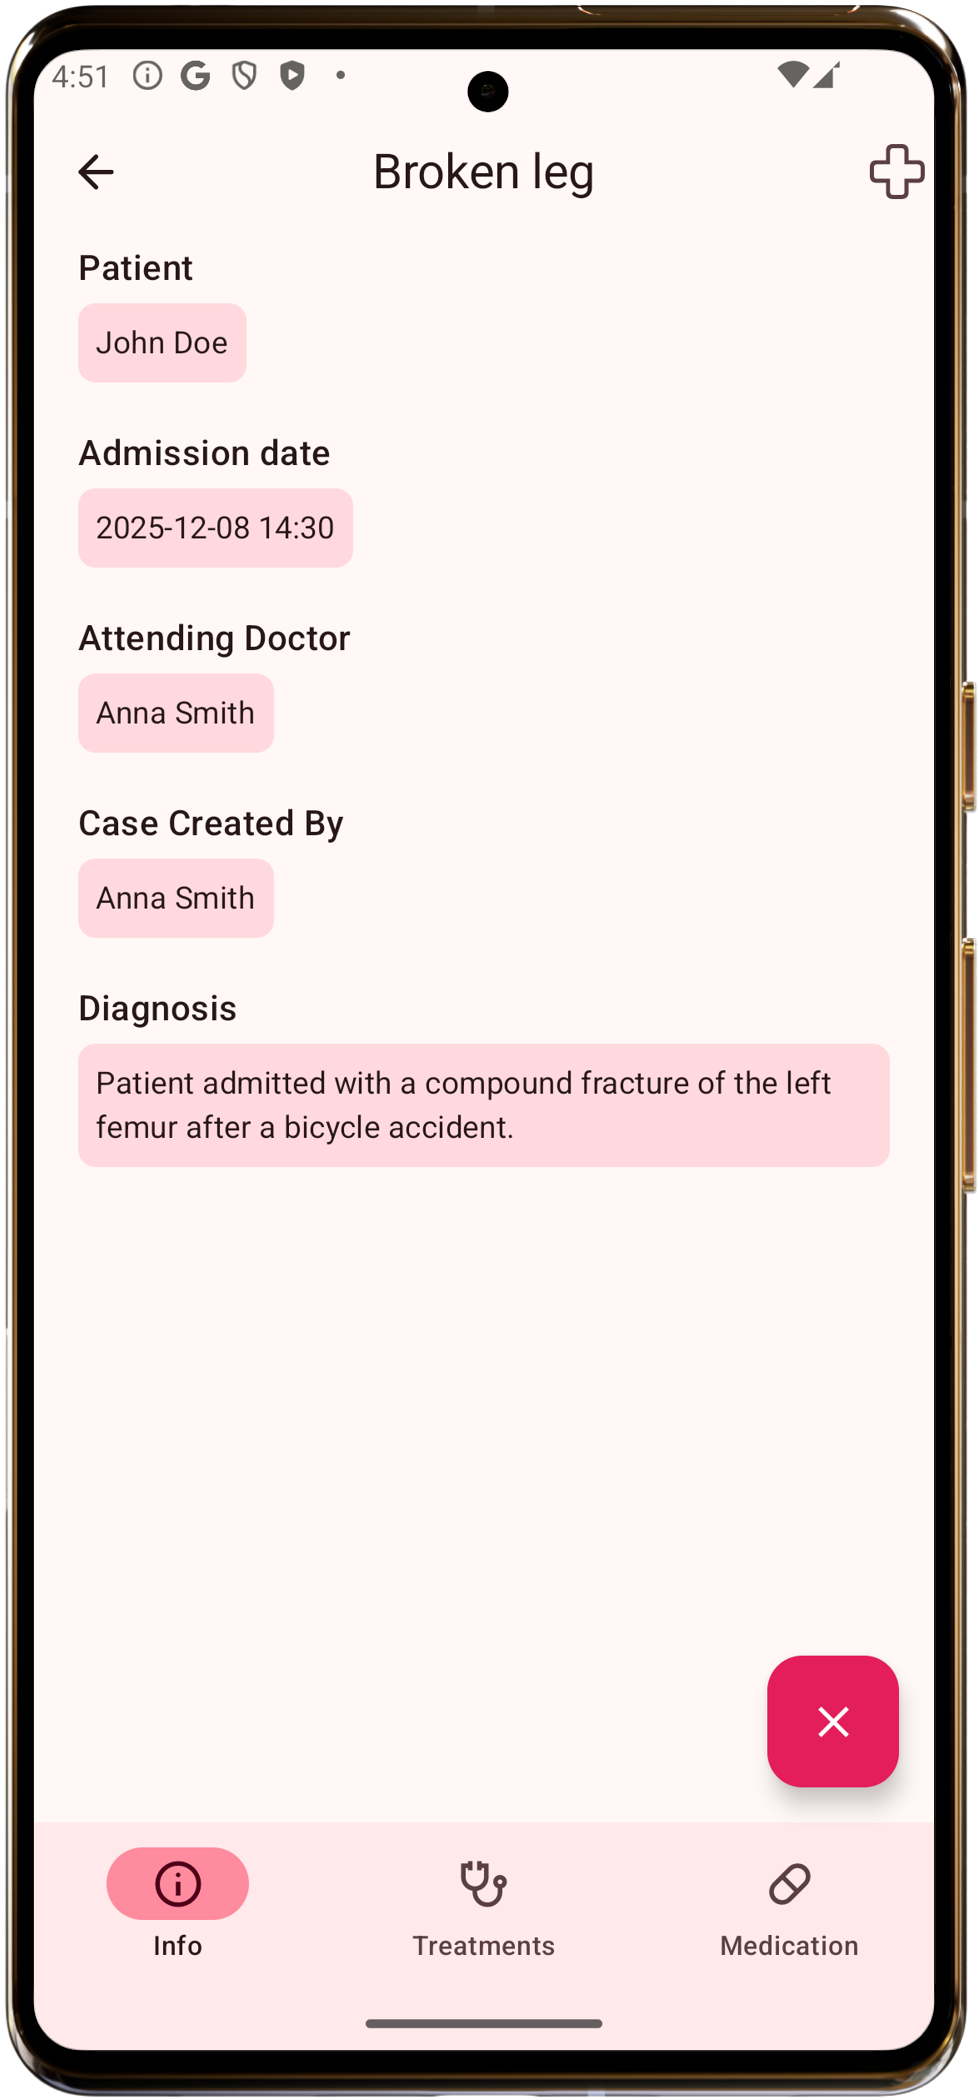 4:51
Broken leg
Patient
John Doe
Admission date
2025-12-08 14:30
Attending Doctor
Anna Smith
Case Created By
Anna Smith
Diagnosis
Patient admitted with a compound fracture of the left
femur after a bicycle accident.
Info
Treatments
Medication